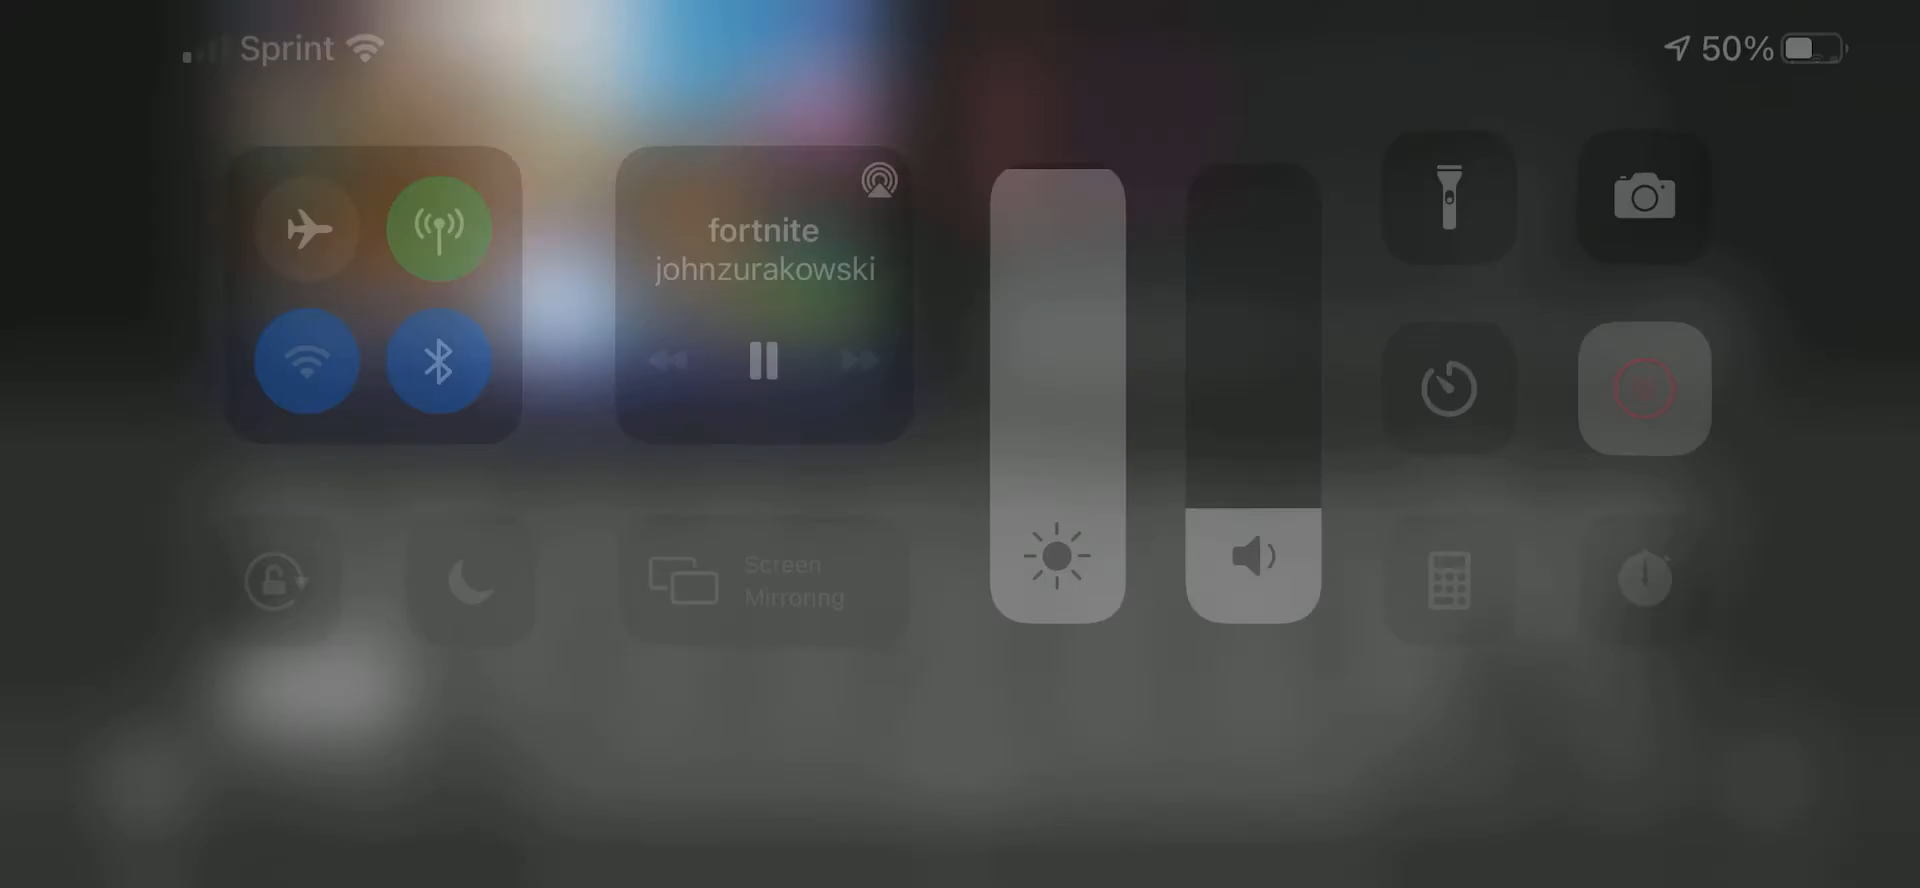 Sprint
50%
fortnite
johnzurakowski
Screen
Mirroring